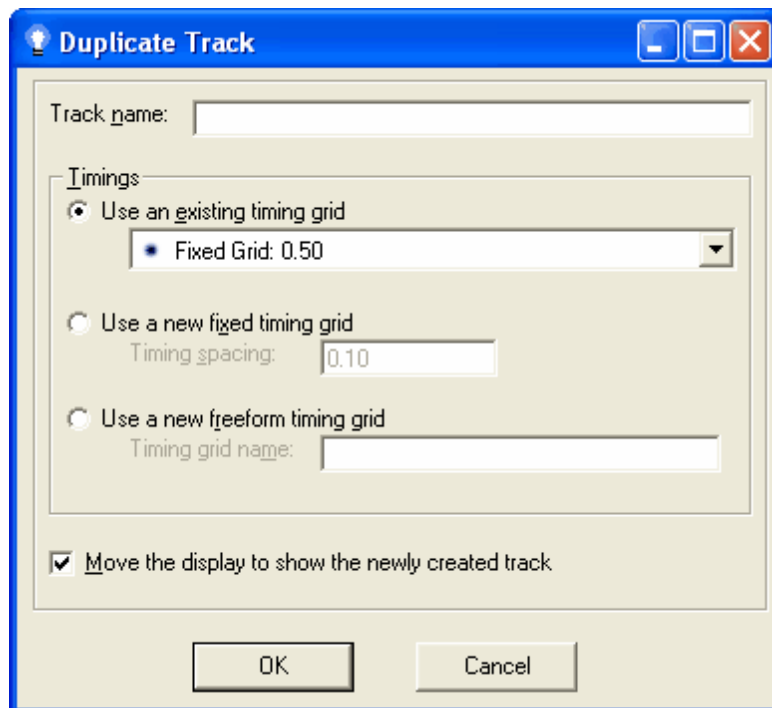 Duplicate Track
Track name:
Timings
Use an existing timing grid
Fixed Grid: 0.50
Use a new fixed timing grid
Timing spacing: 0.10
Use a new freeform timing grid
Timing grid name:
Move the display to show the newly created track
OK Cancel